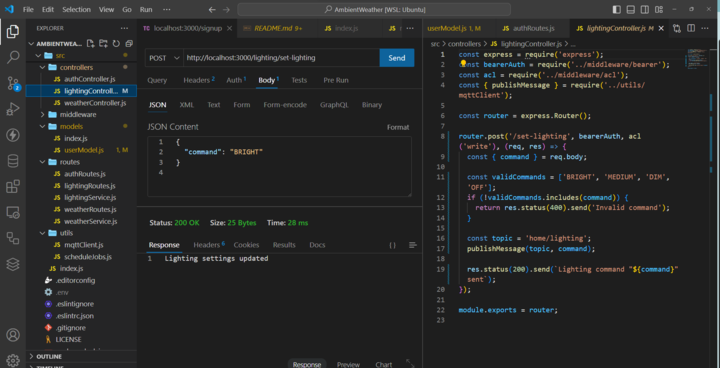 File Edit Selection View Go Run ...
AmbientWeather [WSL: Ubuntu]
EXPLORER
AMBIENTWEA...
src
controllers
authController.js
lightingControll... M
weatherController.js
middleware
models
index.js
userModel.js 1, M
routes
authRoutes.js
lightingRoutes.js
lightingService.js
weatherRoutes.js
weatherService.js
utils
mqttClient.js
scheduleJobs.js
index.js
.editorconfig
.env
.eslintignore
.eslintrc.json
.gitignore
LICENSE
OUTLINE
localhost:3000/signup
README.md 9+
index.js
POST http://localhost:3000/lighting/set-lighting Send
Query Headers 2 Auth 1 Body 1 Tests Pre Run
JSON XML Text Form Form-encode GraphQL Binary
JSON Content Format
1 {
2 "command": "BRIGHT"
3 }
4
Status: 200 OK Size: 25 Bytes Time: 28 ms
Response Headers 6 Cookies Results Docs { }
1 Lighting settings updated
Response Preview Chart
userModel.js 1, M
authRoutes.js
lightingController.js M
src > controllers > lightingController.js > ...
1 const express = require('express');
2 const bearerAuth = require('../middleware/bearer');
3 const acl = require('../middleware/acl');
4 const { publishMessage } = require('../utils/
mqttClient');
5
6 const router = express.Router();
7
8 router.post('/set-lighting', bearerAuth, acl
('write'), (req, res) => {
9 const { command } = req.body;
10
11 const validCommands = ['BRIGHT', 'MEDIUM', 'DIM',
'OFF'];
12 if (!validCommands.includes(command)) {
13 return res.status(400).send('Invalid command');
14 }
15
16 const topic = 'home/lighting';
17 publishMessage(topic, command);
18
19 res.status(200).send(`Lighting command "${command}"
sent`);
20 });
21
22 module.exports = router;
23